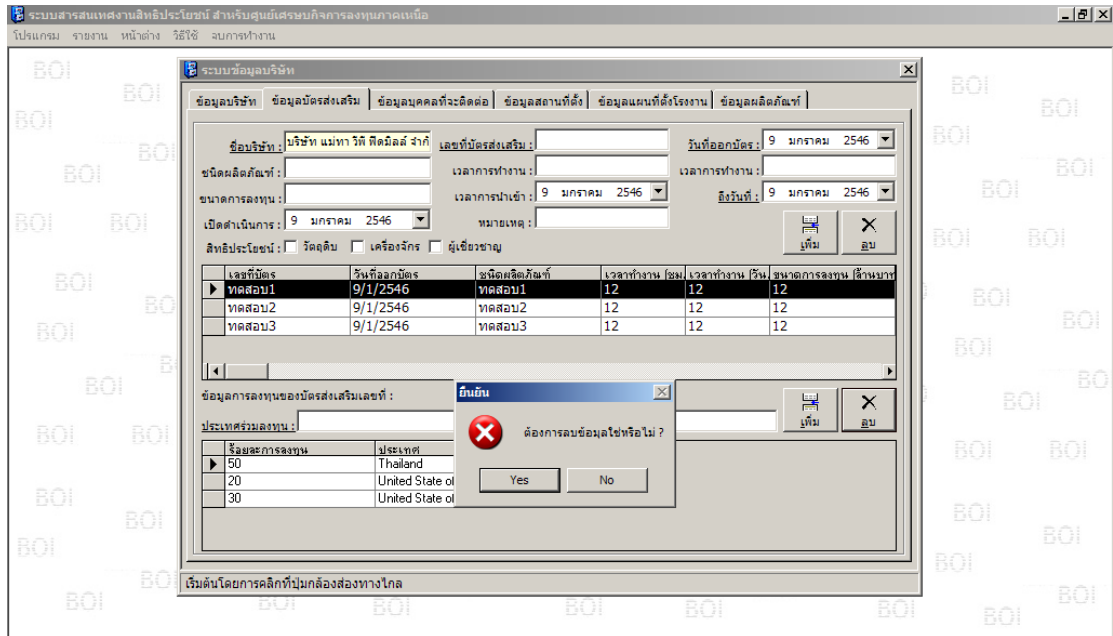 ระบบสารสนเทศงานสิทธิประโยชน์ สำหรับศูนย์เศรษบกิจการลงทุนภาคเหนือ
โปรแกรม รายงาน หน้าต่าง วิธีใช้ จบการทำงาน
ระบบข้อมูลบริษัท
ข้อมูลบริษัท ข้อมูลบัตรส่งเสริม ข้อมูลบุคคลที่จะติดต่อ ข้อมูลสถานที่ตั้ง ข้อมูลแผนที่ตั้งโรงงาน ข้อมูลผลิตภัณฑ์
ชื่อบริษัท : บริษัท แม่ทา วิพี ฟีดมิลล์ จำกั เลขที่บัตรส่งเสริม : วันที่ออกบัตร : 9 มกราคม 2546
ชนิดผลิตภัณฑ์ : เวลาการทำงาน : เวลาการทำงาน :
ขนาดการลงทุน : เวลาการนำเข้า : 9 มกราคม 2546 ถึงวันที่ : 9 มกราคม 2546
เปิดดำเนินการ : 9 มกราคม 2546 หมายเหตุ :
สิทธิประโยชน์ : วัตถุดิบ เครื่องจักร ผู้เชี่ยวชาญ เพิ่ม ลบ
เลขที่บัตร วันที่ออกบัตร ชนิดผลิตภัณฑ์ เวลาทำงาน (ชม. เวลาทำงาน (วัน. ขนาดการลงทุน (ล้านบาท
ทดสอบ1 9/1/2546 ทดสอบ1 12 12 12
ทดสอบ2 9/1/2546 ทดสอบ2 12 12 12
ทดสอบ3 9/1/2546 ทดสอบ3 12 12 12
ข้อมูลการลงทุนของบัตรส่งเสริมเลขที่ :
ประเทศร่วมลงทุน : เพิ่ม ลบ
ร้อยละการลงทุน ประเทศ
50 Thailand
20 United State of
30 United State of
ยืนยัน
ต้องการลบข้อมูลใช่หรือไม่ ?
Yes No
เริ่มต้นโดยการคลิกที่ปุ่มกล้องส่องทางไกล
BOI